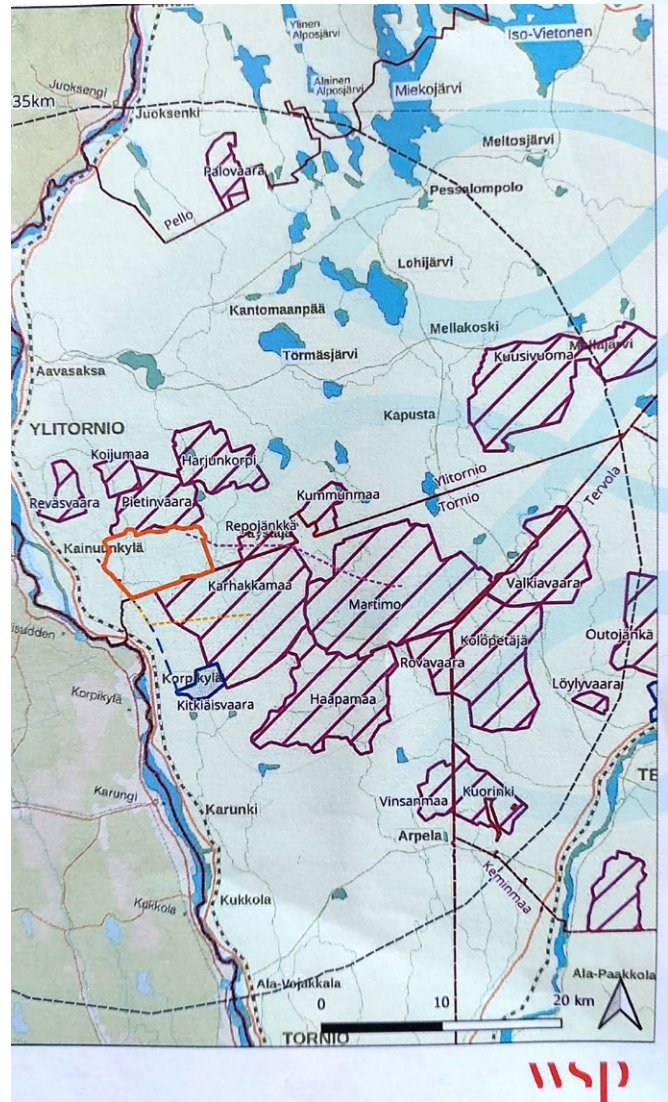 Ylinen
Alposjärvi
Iso-Vietonen
Juoksengi
35km
Alainen
Alposjärvi
Miekojärvi
Juoksenki
Meltosjärvi
Palovaara
Pessalompolo
Pello
Lohijärvi
Kantomaanpää
Mellakoski
Tormäsjärvi
Kuusivuoma
Aavasaksa
Kapusta
YLITORNIO
Koijumaa
Harjunkorpi
Ylitornio
Tornio
Tervola
Revasvaara
Pietinvaara
Kummunmaa
Repojänkkä
Kainuunkylä
Karhakkamaa
Martimo
Valkiavaara
Kolopetäjä
Outojänkä
Rovavaara
Korpikylä
Korpikylä
Kitkiäisvaara
Haapamaa
Löylyvaara
TE
Karungi
Karunki
Vinsanmaa
Kuorinki
Arpela
Keminmaa
Kukkola
Kukkola
Ala-Vojakkala
Ala-Paakkola
0 10 20 km
TORNIO
wsp